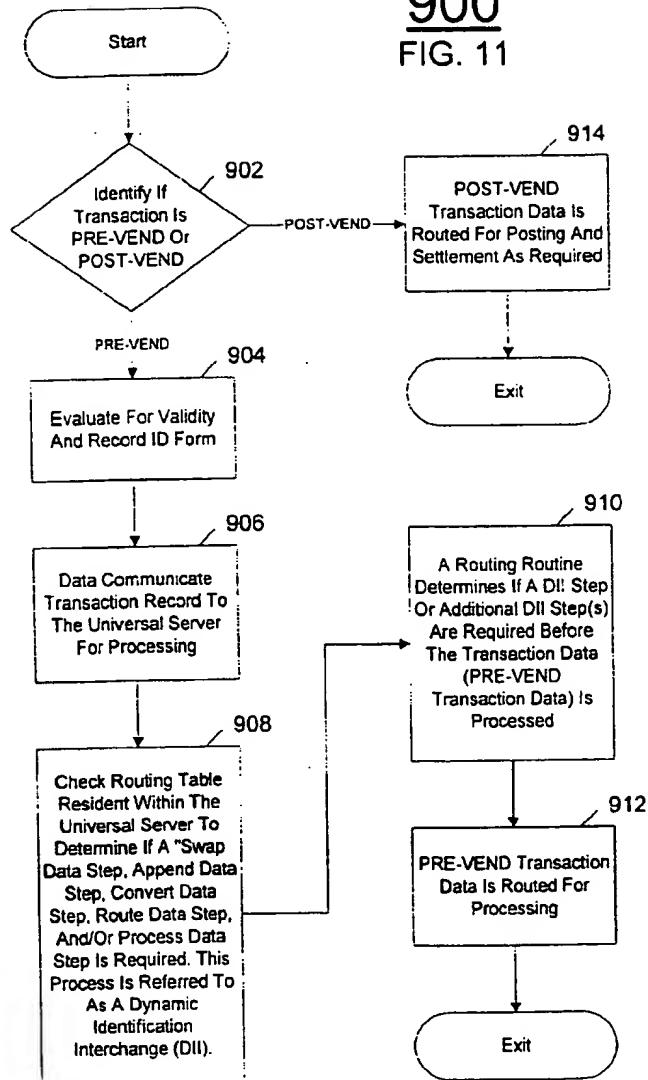 900
FIG. 11
Start
902
Identify If
Transaction Is
PRE-VEND Or
POST-VEND
POST-VEND
914
POST-VEND
Transaction Data Is
Routed For Posting And
Settlement As Required
Exit
PRE-VEND
904
Evaluate For Validity
And Record ID Form
906
Data Communicate
Transaction Record To
The Universal Server
For Processing
908
Check Routing Table
Resident Within The
Universal Server To
Determine If A "Swap
Data Step, Append Data
Step, Convert Data
Step, Route Data Step,
And/Or Process Data
Step Is Required. This
Process Is Referred To
As A Dynamic
Identification
Interchange (DII).
910
A Routing Routine
Determines If A DII Step
Or Additional DII Step(s)
Are Required Before
The Transaction Data
(PRE-VEND
Transaction Data) Is
Processed
912
PRE-VEND Transaction
Data Is Routed For
Processing
Exit